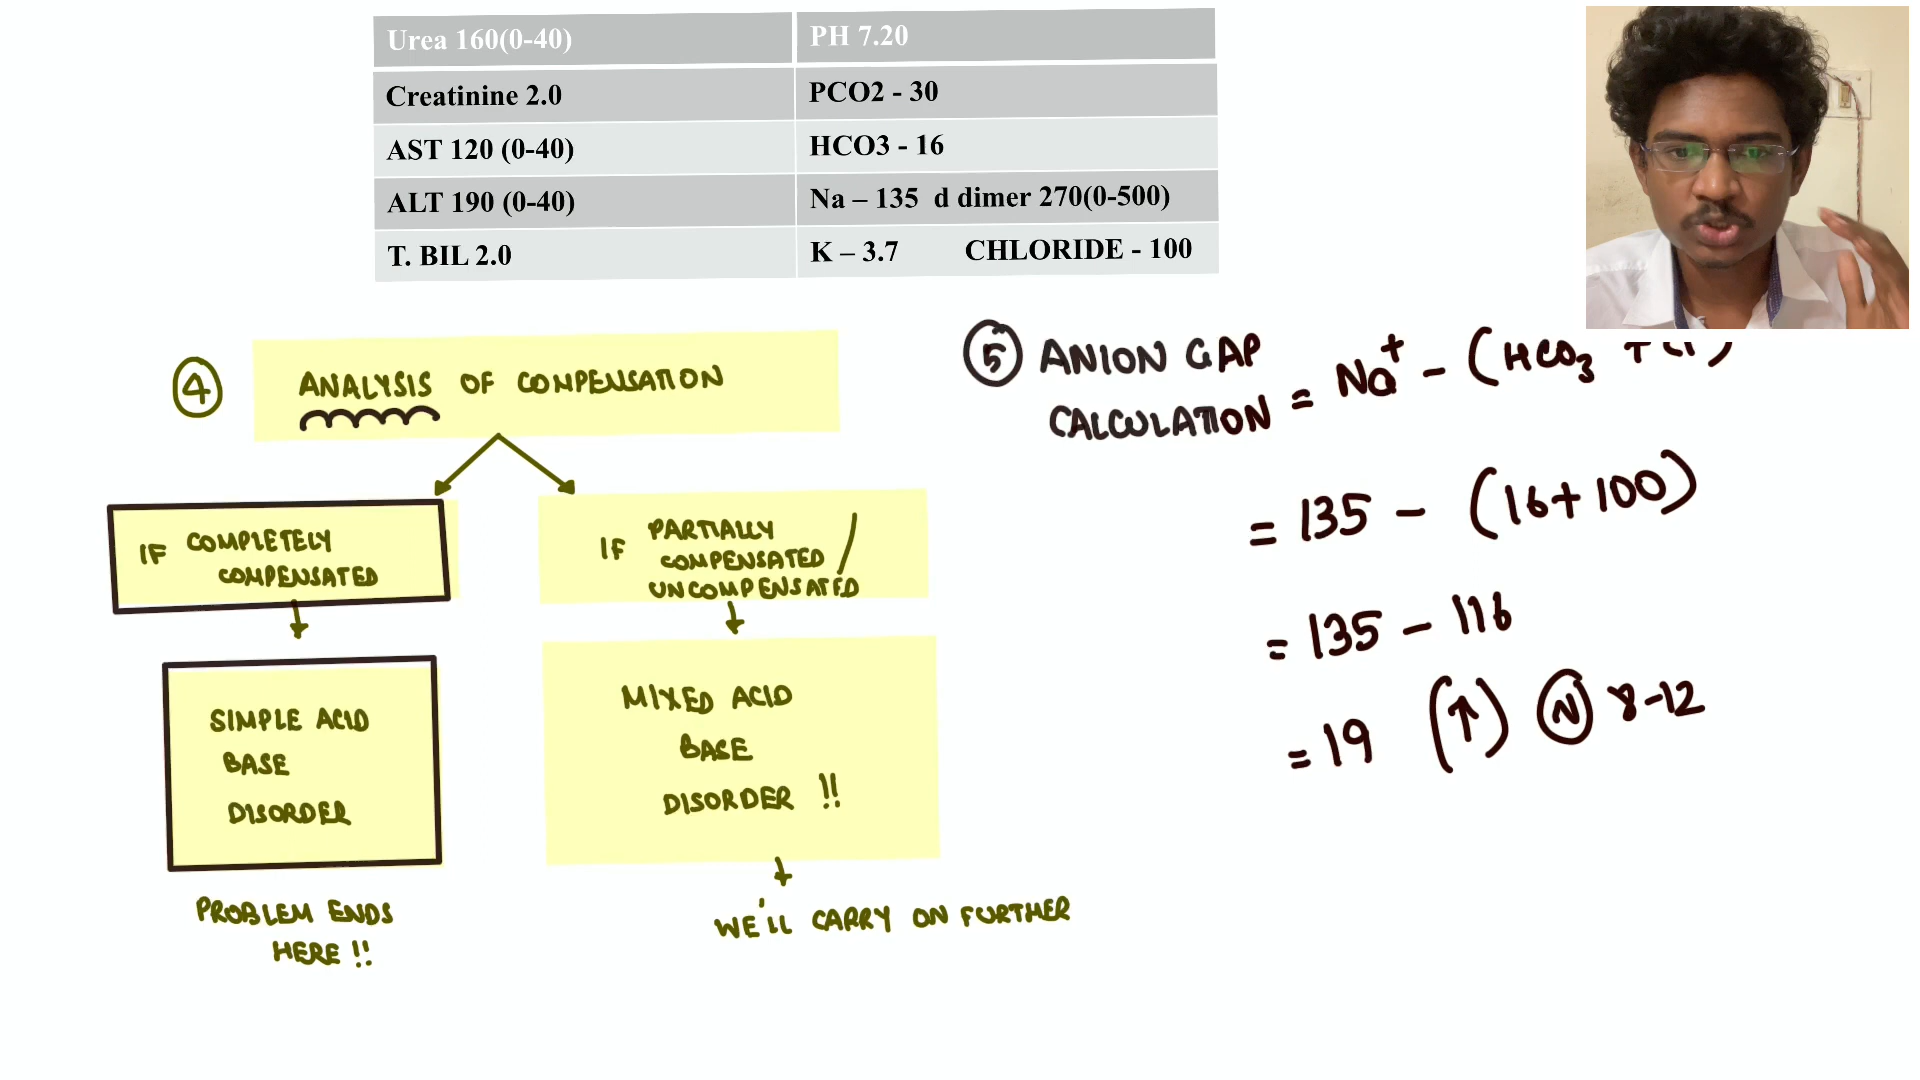 Urea 160(0-40)
PH 7.20
Creatinine 2.0
PCO2 - 30
AST 120 (0-40)
HCO3 - 16
ALT 190 (0-40)
Na – 135 d dimer 270(0-500)
T. BIL 2.0
K – 3.7 CHLORIDE - 100
4 ANALYSIS OF COMPENSATION
IF COMPLETELY
COMPENSATED
IF PARTIALLY
COMPENSATED /
UNCOMPENSATED
SIMPLE ACID
BASE
DISORDER
MIXED ACID
BASE
DISORDER !!
PROBLEM ENDS
HERE !!
WE'LL CARRY ON FURTHER
5 ANION GAP
CALCULATION = Na+ - (HCO3 + Cl-)
= 135 - (16+100)
= 135 - 116
= 19 (↑) N 8-12